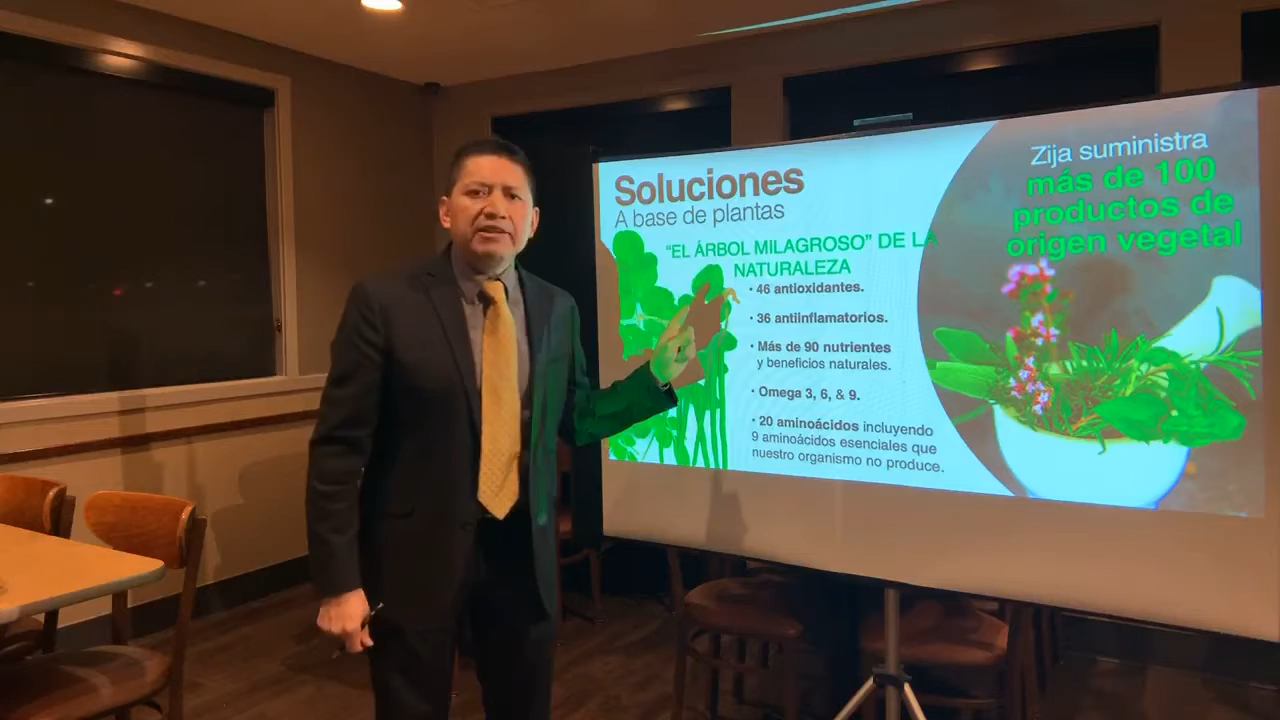 Soluciones
A base de plantas
“EL ÁRBOL MILAGROSO” DE LA
NATURALEZA
· 46 antioxidantes.
· 36 antiinflamatorios.
· Más de 90 nutrientes
y beneficios naturales.
· Omega 3, 6, & 9.
· 20 aminoácidos incluyendo
9 aminoácidos esenciales que
nuestro organismo no produce.
Zija suministra
más de 100
productos de
origen vegetal